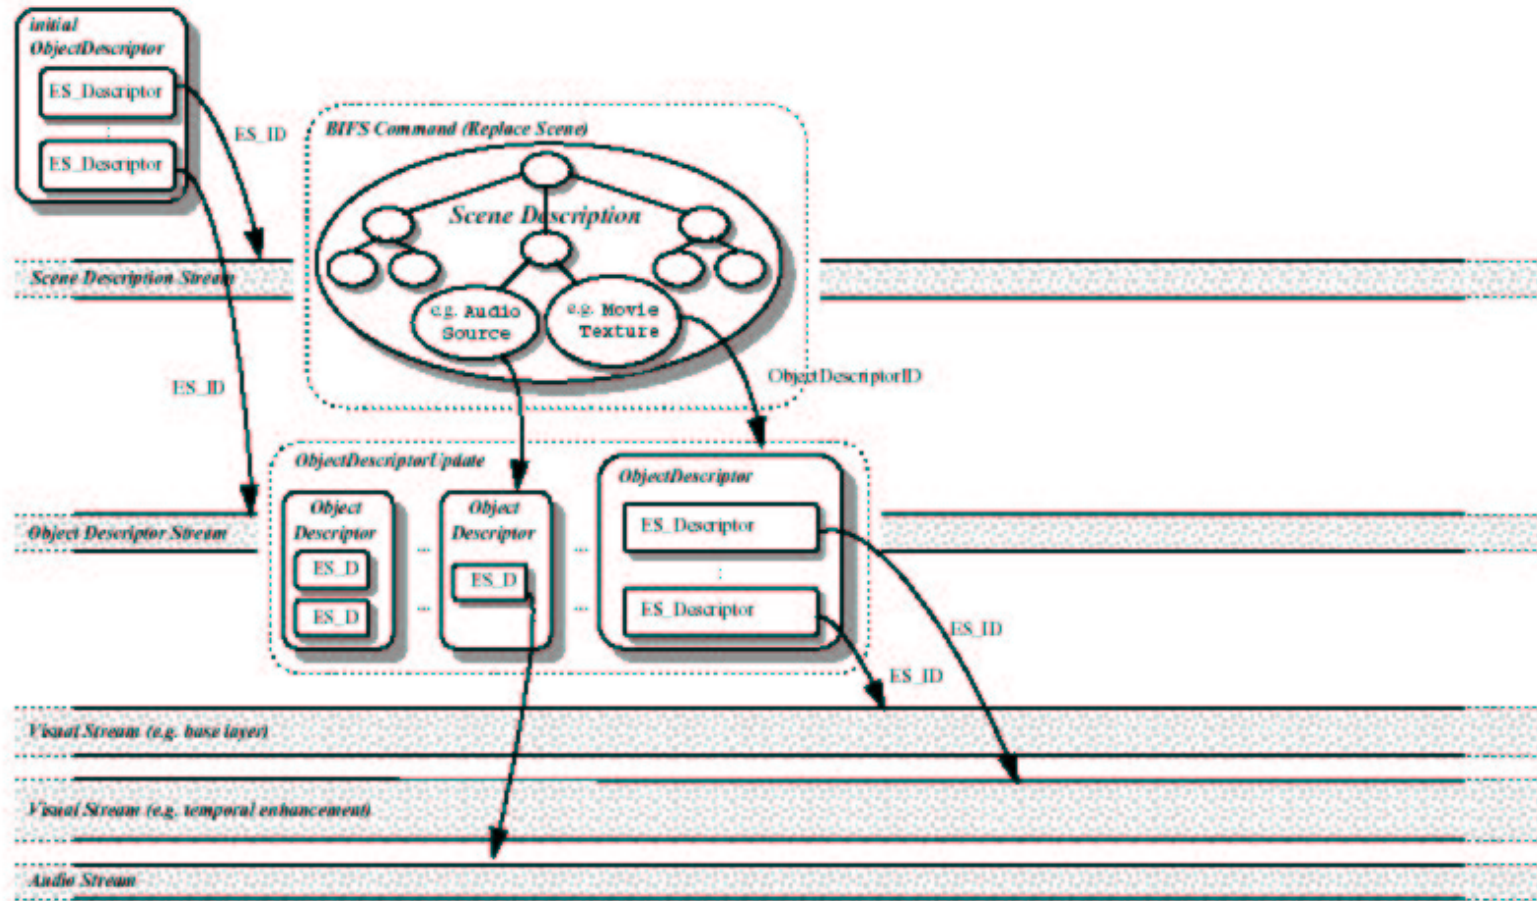 initial
ObjectDescriptor
ES_Descriptor
ES_Descriptor
ES_ID
BIFS Command (Replace Scene)
Scene Description
Scene Description Stream
e.g. Audio
Source
e.g. Movie
Texture
ES_ID
ObjectDescriptorID
ObjectDescriptorUpdate
Object
Descriptor
ES_D
ES_D
...
...
Object
Descriptor
ES_D
...
...
ObjectDescriptor
ES_Descriptor
ES_Descriptor
Object Descriptor Stream
ES_ID
ES_ID
Visual Stream (e.g. base layer)
Visual Stream (e.g. temporal enhancement)
Audio Stream